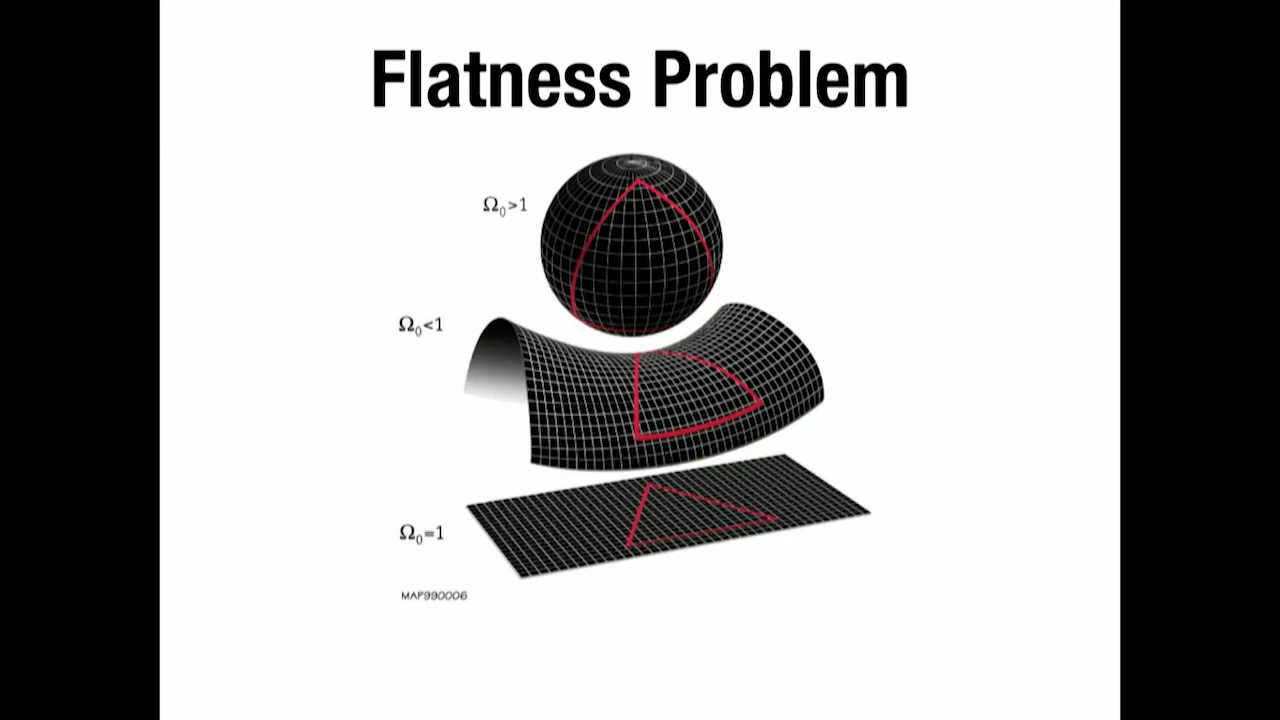 Flatness Problem
Ω₀>1
Ω₀<1
Ω₀=1
MAP990006